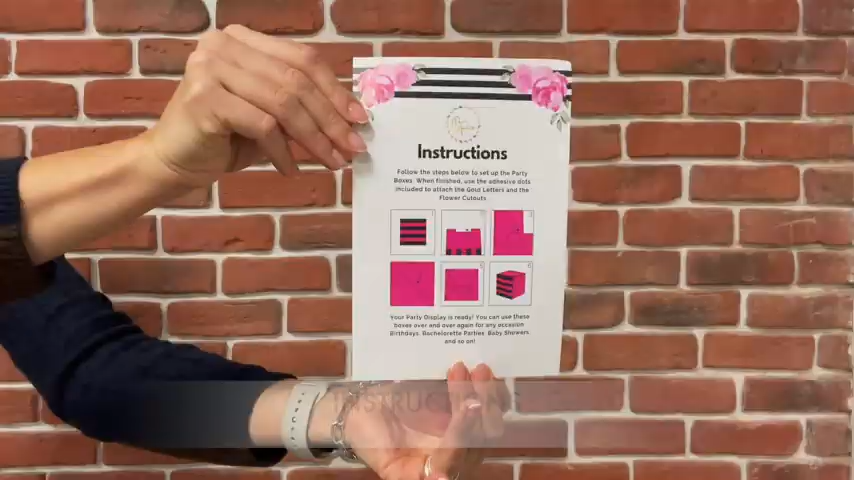 Instructions
Follow the steps below to set up the Party
Boxes. When finished, use the adhesive dots
included to attach the Gold Letters and the
Flower Cutouts
Your Party Display is ready! You can use these
boxes over and over again for any occasion
Birthdays, Bachelorette Parties, Baby Showers
and so on!
INSTRUCTIONS